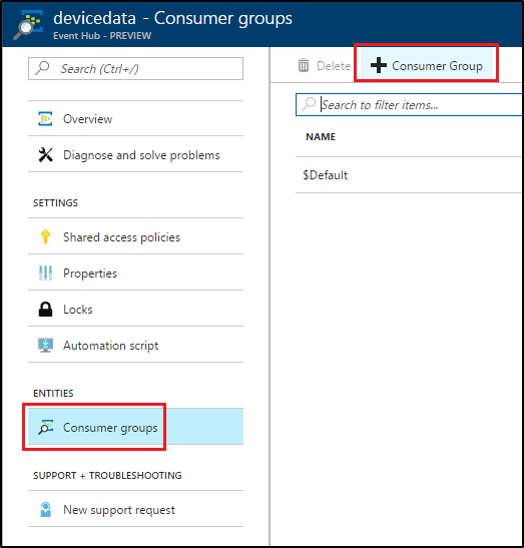 devicedata - Consumer groups
Event Hub - PREVIEW
Search (Ctrl+/)
Overview
Diagnose and solve problems
SETTINGS
Shared access policies
Properties
Locks
Automation script
ENTITIES
Consumer groups
SUPPORT + TROUBLESHOOTING
New support request
Delete
Consumer Group
Search to filter items...
NAME
$Default